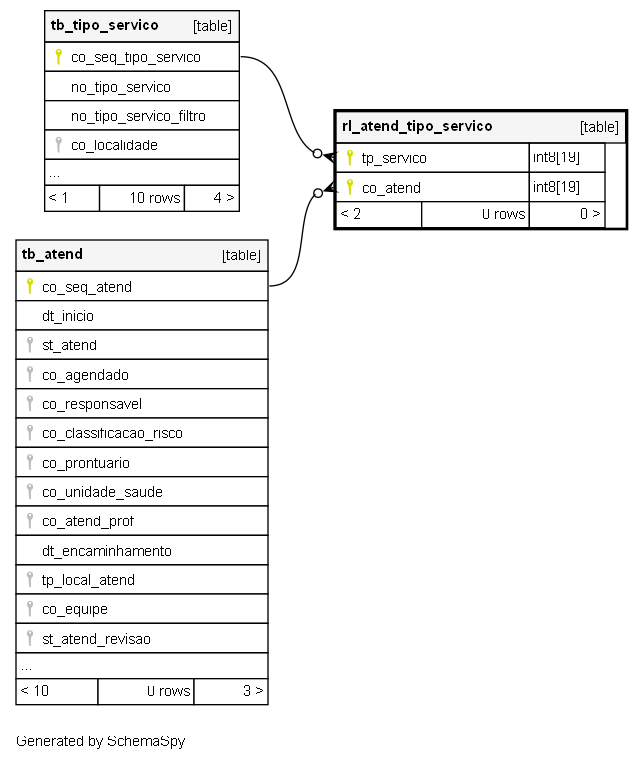 tb_tipo_servico [table]
co_seq_tipo_servico
no_tipo_servico
no_tipo_servico_filtro
co_localidade
...
< 1 10 rows 4 >
rl_atend_tipo_servico [table]
tp_servico int8[19]
co_atend int8[19]
< 2 0 rows 0 >
tb_atend [table]
co_seq_atend
dt_inicio
st_atend
co_agendado
co_responsavel
co_classificacao_risco
co_prontuario
co_unidade_saude
co_atend_prof
dt_encaminhamento
tp_local_atend
co_equipe
st_atend_revisao
...
< 10 0 rows 3 >
Generated by SchemaSpy